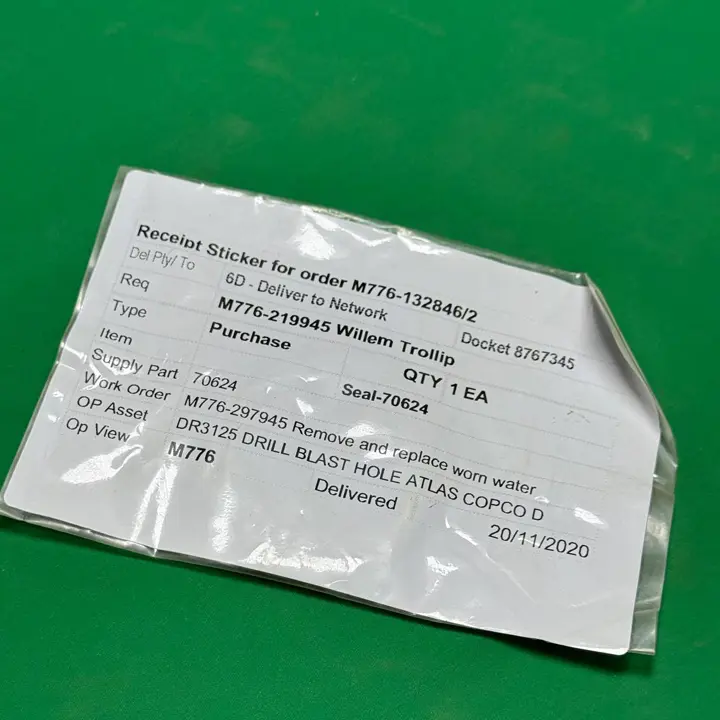 Receipt Sticker for order M776-132846/2
Del Pty/ To 6D - Deliver to Network Docket 8767345
Req M776-219945 Willem Trollip
Type Purchase QTY 1 EA
Item Seal-70624
Supply Part 70624
Work Order M776-297945 Remove and replace worn water
OP Asset DR3125 DRILL BLAST HOLE ATLAS COPCO D
Op View M776 Delivered 20/11/2020